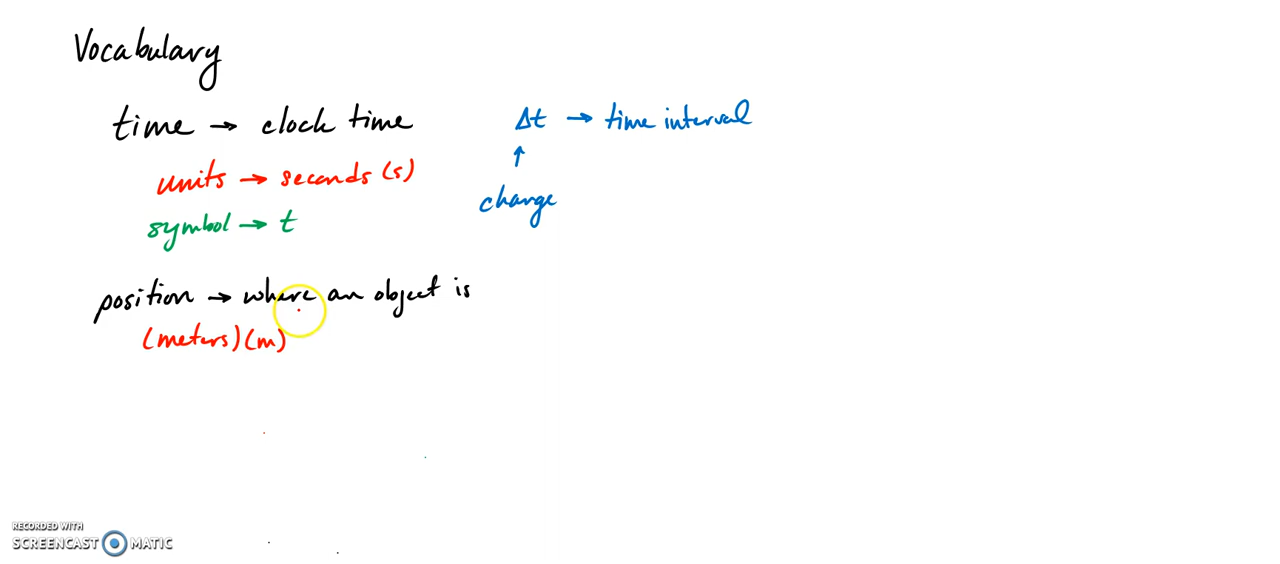 Vocabulary
time → clock time
Δt → time interval
↑
change
units → seconds (s)
symbol → t
position → where an object is
(meters) (m)
RECORDED WITH
SCREENCAST MATIC